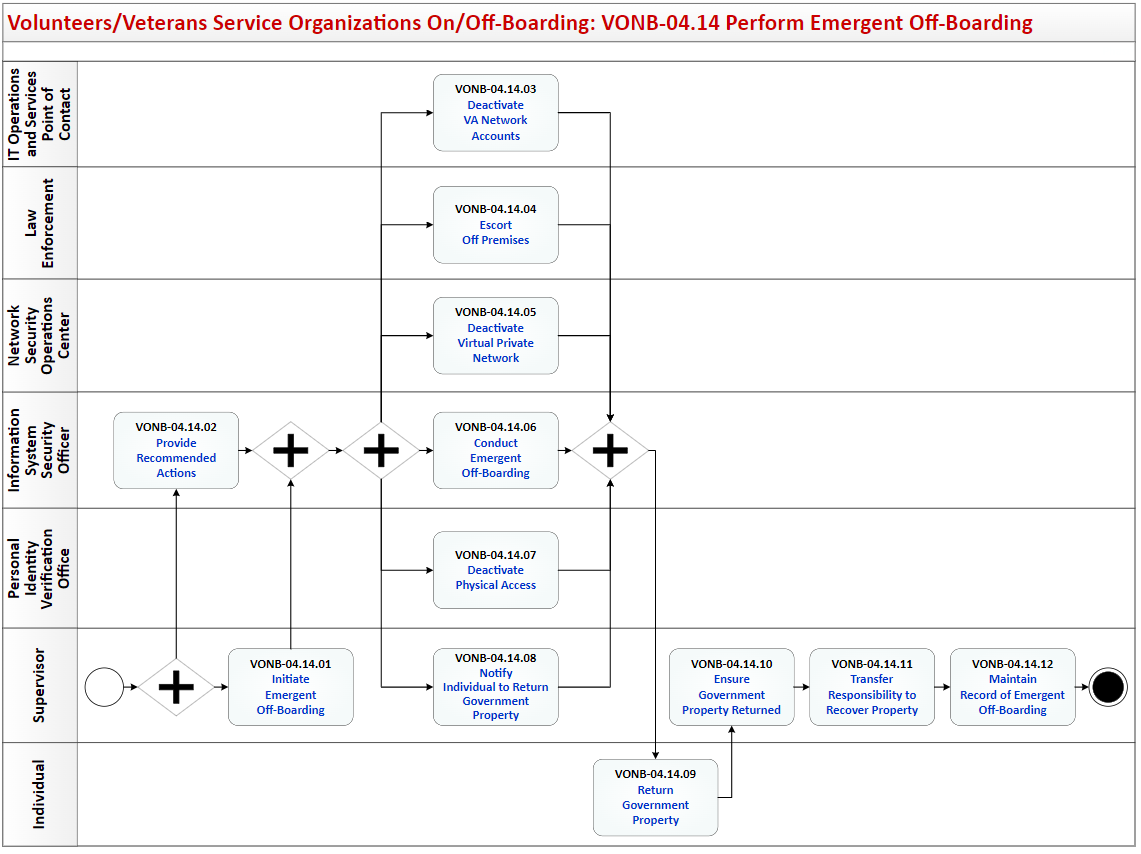 Volunteers/Veterans Service Organizations On/Off-Boarding: VONB-04.14 Perform Emergent Off-Boarding
IT Operations
and Services
Point of
Contact
VONB-04.14.03
Deactivate
VA Network
Accounts
Law
Enforcement
VONB-04.14.04
Escort
Off Premises
Network
Security
Operations
Center
VONB-04.14.05
Deactivate
Virtual Private
Network
Information
System
Security
Officer
VONB-04.14.02
Provide
Recommended
Actions
VONB-04.14.06
Conduct
Emergent
Off-Boarding
Personal
Identity
Verification
Office
VONB-04.14.07
Deactivate
Physical Access
Supervisor
VONB-04.14.01
Initiate
Emergent
Off-Boarding
VONB-04.14.08
Notify
Individual to Return
Government
Property
VONB-04.14.10
Ensure
Government
Property Returned
VONB-04.14.11
Transfer
Responsibility to
Recover Property
VONB-04.14.12
Maintain
Record of Emergent
Off-Boarding
Individual
VONB-04.14.09
Return
Government
Property